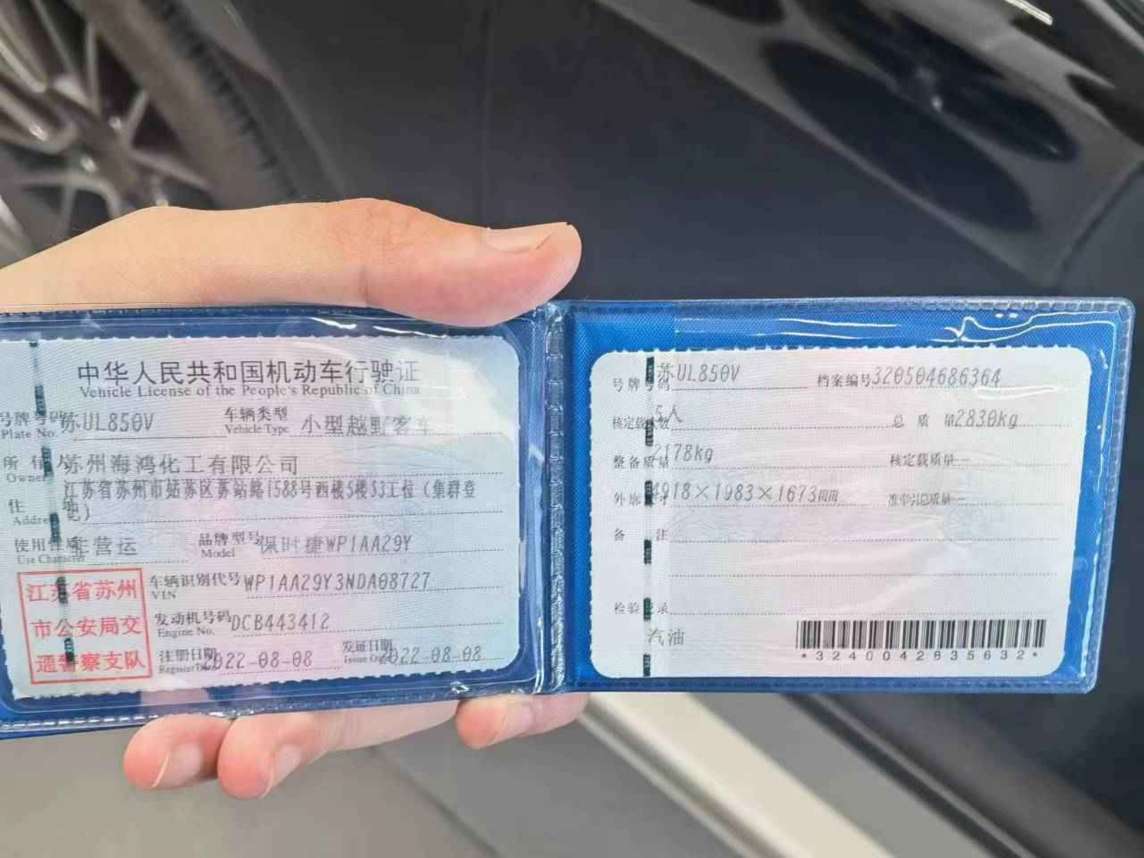 中华人民共和国机动车行驶证
Vehicle License of the People's Republic of China
号牌号码 苏UL850V 车辆类型 小型越野客车
Plate No. Vehicle Type
所有人 苏州海鸿化工有限公司
Owner
住址 江苏省苏州市姑苏区苏站路1588号西楼5楼53工位（集群登记）
Address
使用性质 非营运 品牌型号 保时捷WP1AA29Y
Use Character Model
江苏省苏州
市公安局交
通警察支队
车辆识别代号 WP1AA29Y3NDA08727
VIN
发动机号码 DCB443412
Engine No.
注册日期 2022-08-08 发证日期 2022-08-08
Register Date Issue Date
号牌号码 苏UL850V 档案编号 320504686364
核定载人数 5人 总质量 2830kg
整备质量 2178kg 核定载质量 --
外廓尺寸 4918×1983×1673mm 准牵引总质量 --
备注
检验记录
汽油
*3240042835632*